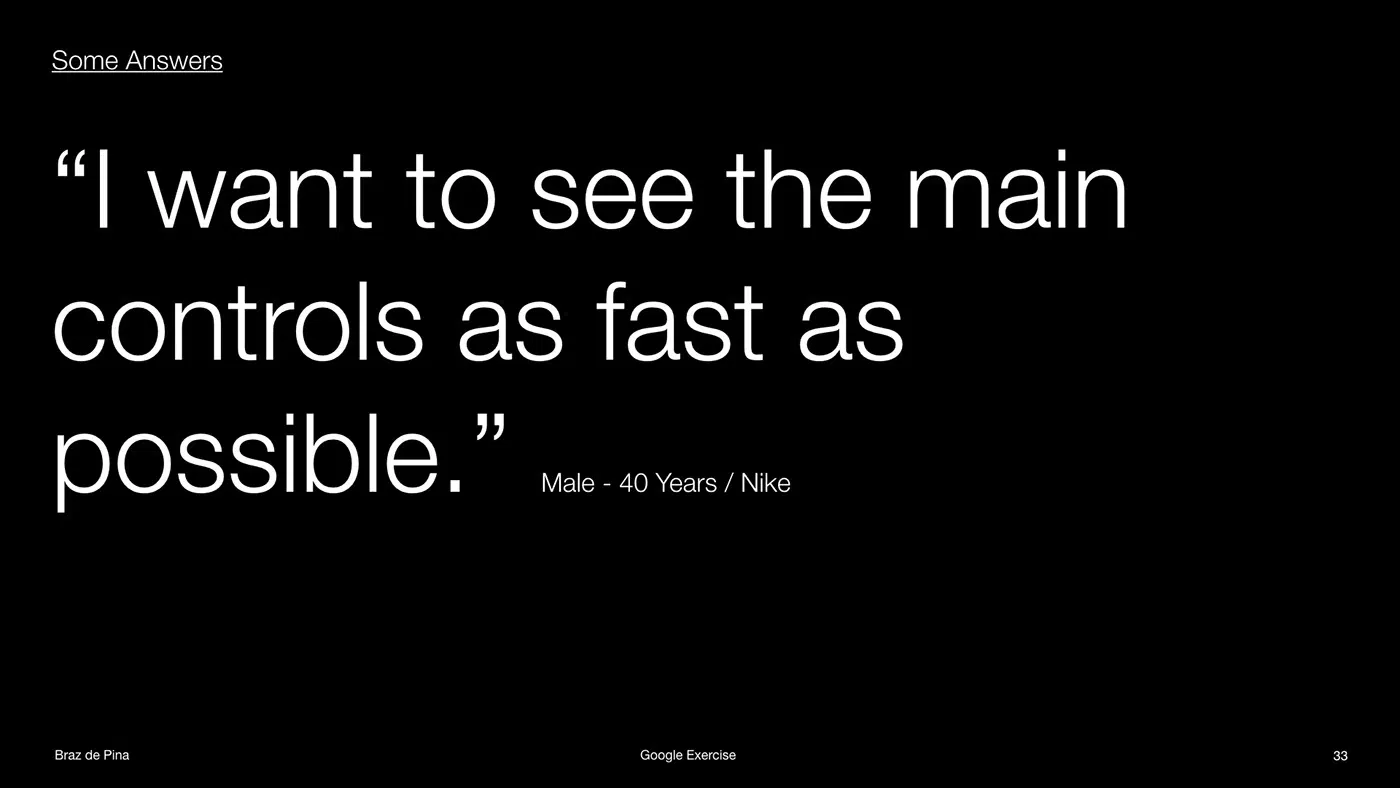 Some Answers
“I want to see the main
controls as fast as
possible.” Male - 40 Years / Nike
Braz de Pina Google Exercise 33